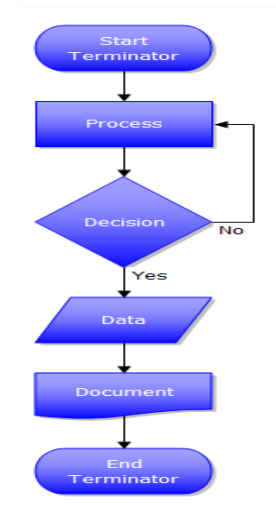 Start
Terminator
Process
Decision
No
Yes
Data
Document
End
Terminator